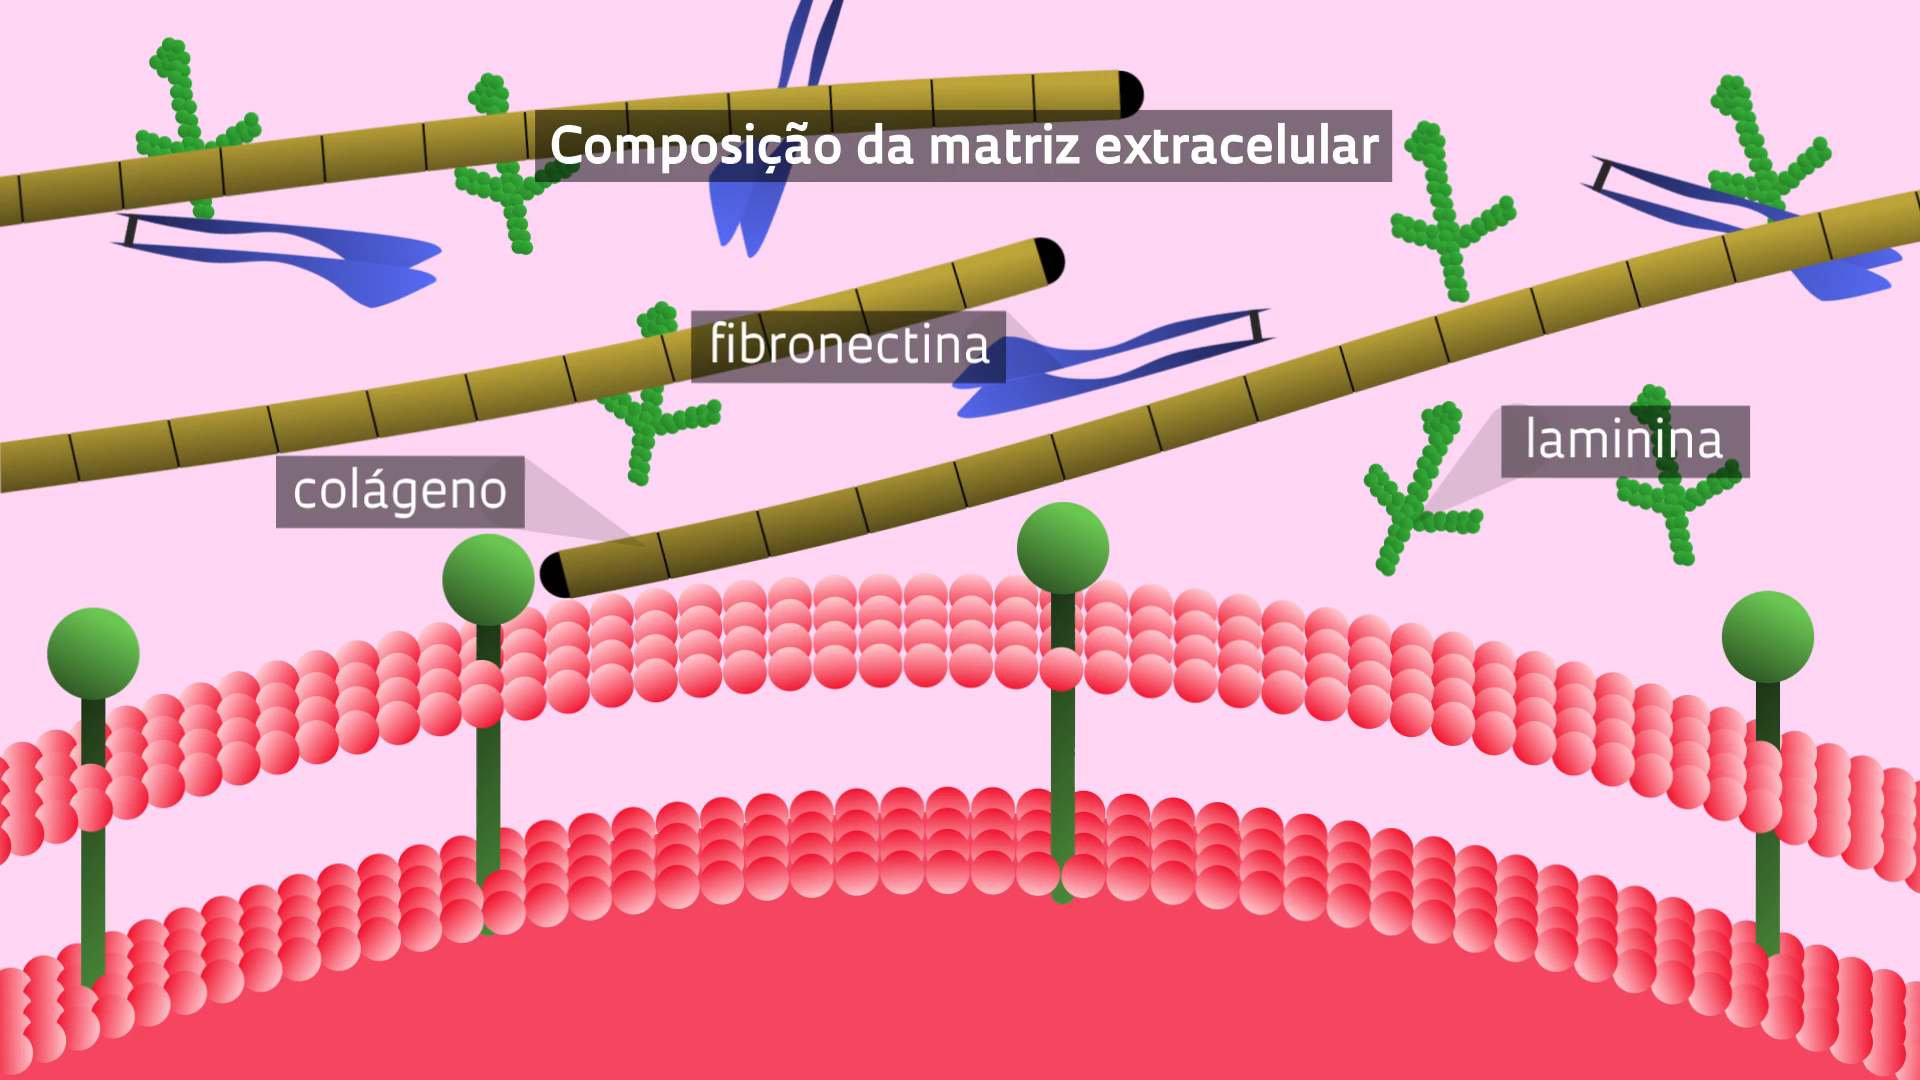 Composição da matriz extracelular
fibronectina
laminina
colágeno